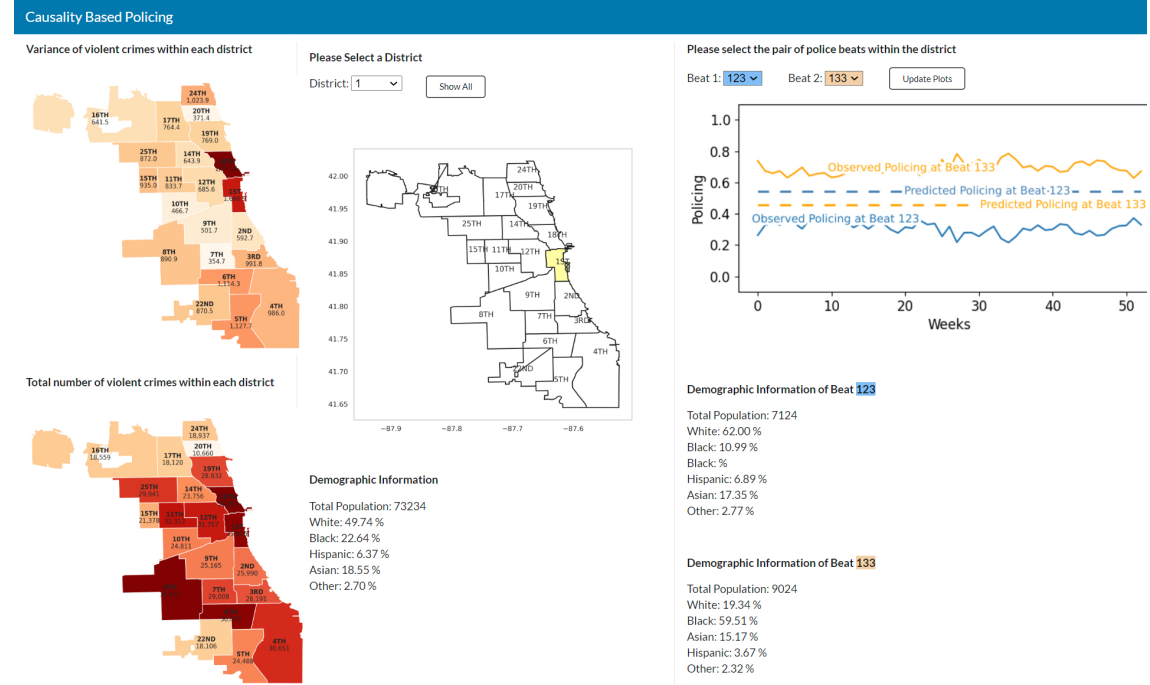 Causality Based Policing
Variance of violent crimes within each district
24TH
1,023.9
20TH
371.4
16TH
641.5
17TH
764.4
19TH
769.0
25TH
872.0
14TH
643.9
15TH
935.0
11TH
833.7
12TH
685.6
10TH
466.7
9TH
501.7
2ND
592.7
8TH
890.9
7TH
354.7
3RD
991.8
6TH
1,114.3
22ND
870.5
4TH
986.0
5TH
1,127.7
Total number of violent crimes within each district
24TH
18,937
20TH
10,660
16TH
18,559
17TH
18,120
19TH
28,832
25TH
29,941
14TH
23,756
15TH
21,378
11TH
12TH
31,757
10TH
24,811
9TH
25,165
2ND
25,990
7TH
29,008
3RD
28,191
22ND
18,106
4TH
30,651
5TH
24,488
Please Select a District
District: 1 Show All
42.00
41.95
41.90
41.85
41.80
41.75
41.70
41.65
24TH
20TH
17TH
19TH
25TH
14TH
18TH
15TH
11TH
12TH
1ST
10TH
9TH
2ND
8TH
7TH
3RD
6TH
4TH
22ND
5TH
−87.9 −87.8 −87.7 −87.6
Demographic Information
Total Population: 73234
White: 49.74 %
Black: 22.64 %
Hispanic: 6.37 %
Asian: 18.55 %
Other: 2.70 %
Please select the pair of police beats within the district
Beat 1: 123 Beat 2: 133 Update Plots
1.0
0.8
0.6
0.4
0.2
0.0
Policing
Observed Policing at Beat 133
Predicted Policing at Beat 123
Predicted Policing at Beat 133
Observed Policing at Beat 123
0 10 20 30 40 50
Weeks
Demographic Information of Beat 123
Total Population: 7124
White: 62.00 %
Black: 10.99 %
Black: %
Hispanic: 6.89 %
Asian: 17.35 %
Other: 2.77 %
Demographic Information of Beat 133
Total Population: 9024
White: 19.34 %
Black: 59.51 %
Asian: 15.17 %
Hispanic: 3.67 %
Other: 2.32 %